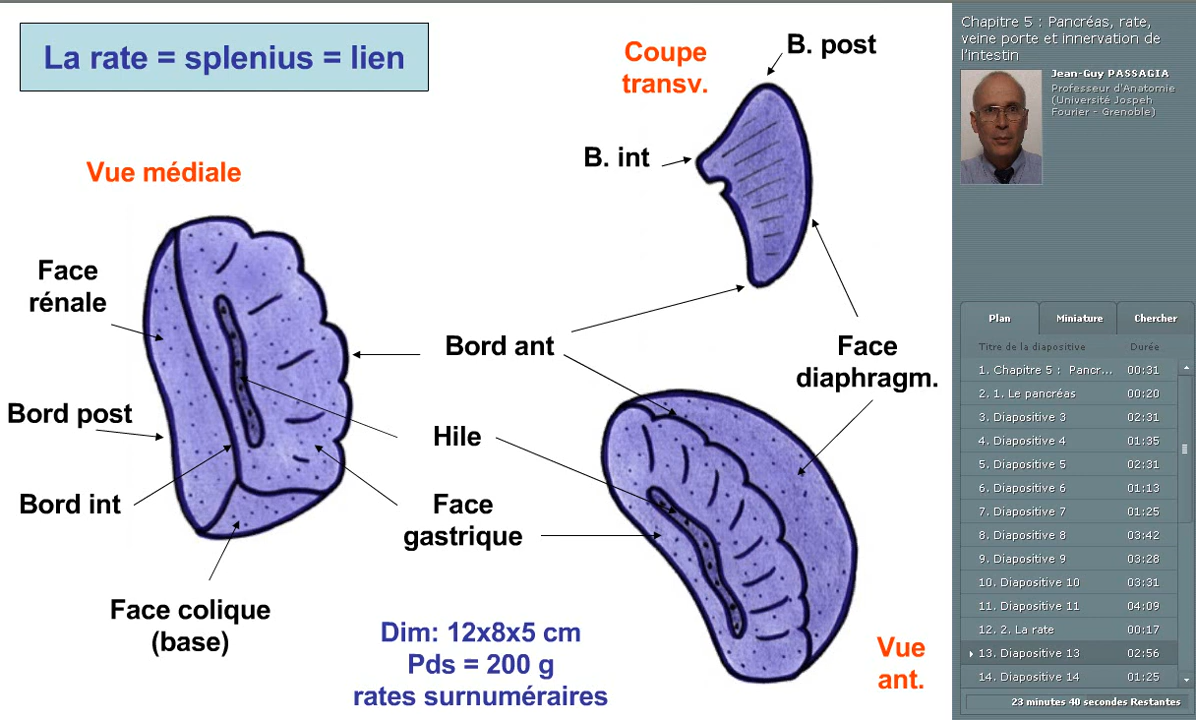 La rate = splenius = lien
Coupe
transv.
B. post
B. int
Vue médiale
Face
rénale
Bord ant
Face
diaphragm.
Bord post
Hile
Bord int
Face
gastrique
Face colique
(base)
Dim: 12x8x5 cm
Pds = 200 g
rates surnuméraires
Vue
ant.
Chapitre 5 : Pancréas, rate,
veine porte et innervation de
l'intestin
Jean-Guy PASSAGIA
Professeur d'Anatomie
(Université Jospeh
Fourier - Grenoble)
Plan Miniature Chercher
Titre de la diapositive Durée
1. Chapitre 5 : Pancr... 00:31
2. 1. Le pancréas 00:20
3. Diapositive 3 02:31
4. Diapositive 4 01:35
5. Diapositive 5 02:31
6. Diapositive 6 01:13
7. Diapositive 7 01:25
8. Diapositive 8 03:42
9. Diapositive 9 03:28
10. Diapositive 10 03:31
11. Diapositive 11 04:09
12. 2. La rate 00:17
13. Diapositive 13 02:56
14. Diapositive 14 01:25
23 minutes 40 secondes Restantes